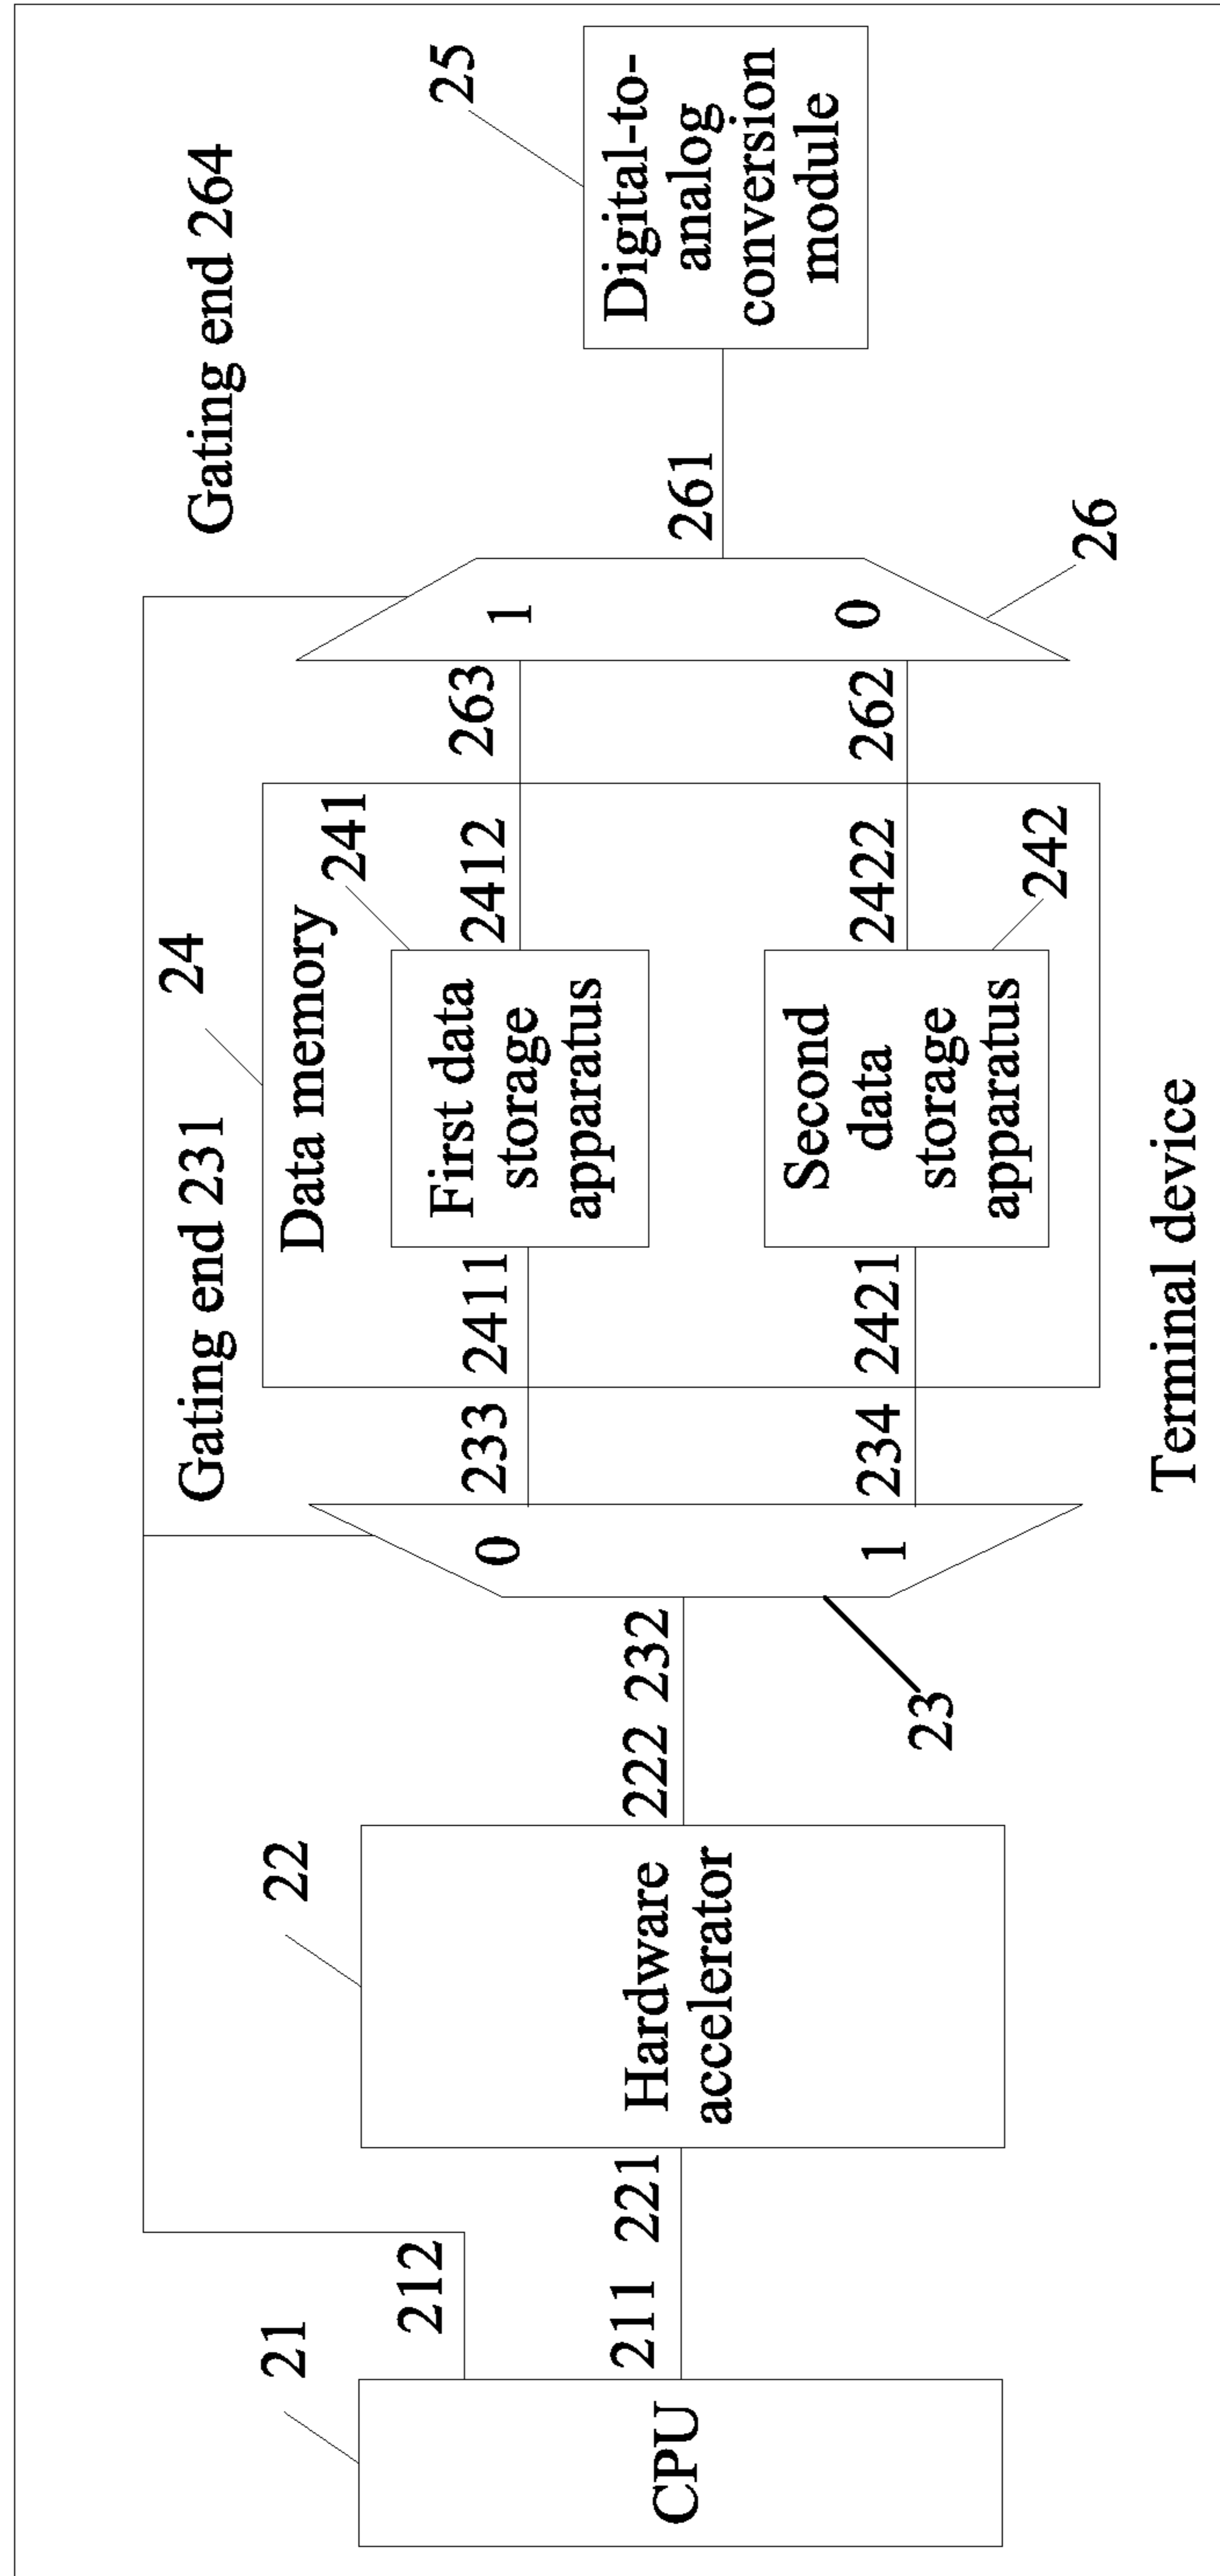 Gating end 231
Gating end 264
24
Data memory
241
21
22
25
212
0
233
2411
First data
storage
apparatus
2412
263
1
CPU
211
221
Hardware
accelerator
222
232
261
Digital-to-
analog
conversion
module
1
234
2421
Second
data
storage
apparatus
2422
262
0
23
242
26
Terminal device